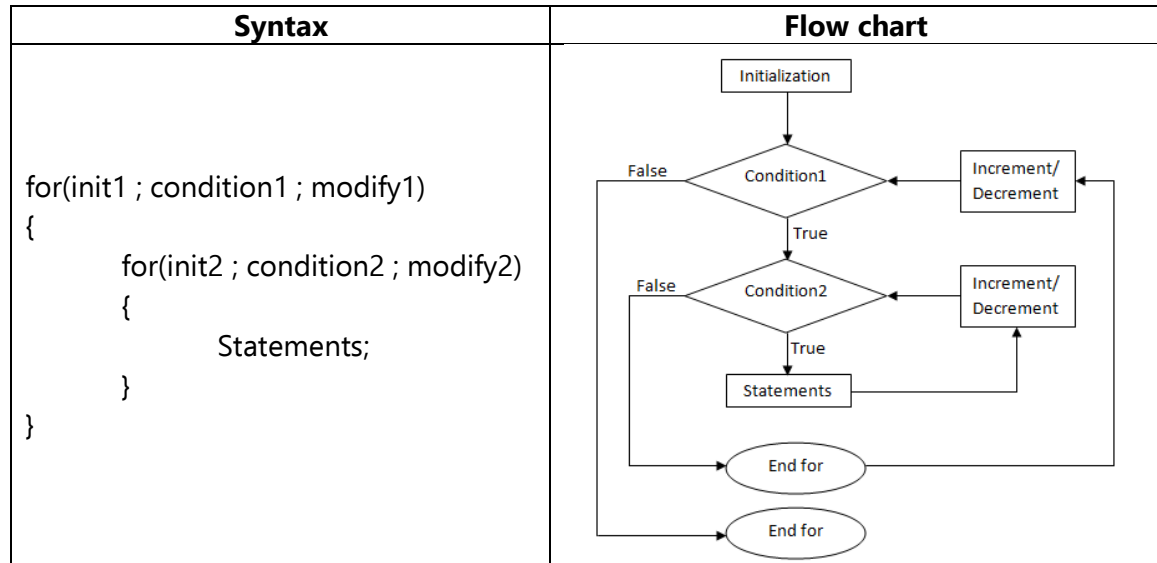 Syntax
Flow chart
for(init1 ; condition1 ; modify1)
{
for(init2 ; condition2 ; modify2)
{
Statements;
}
}
Initialization
False
Condition1
Increment/
Decrement
True
False
Condition2
Increment/
Decrement
True
Statements
End for
End for